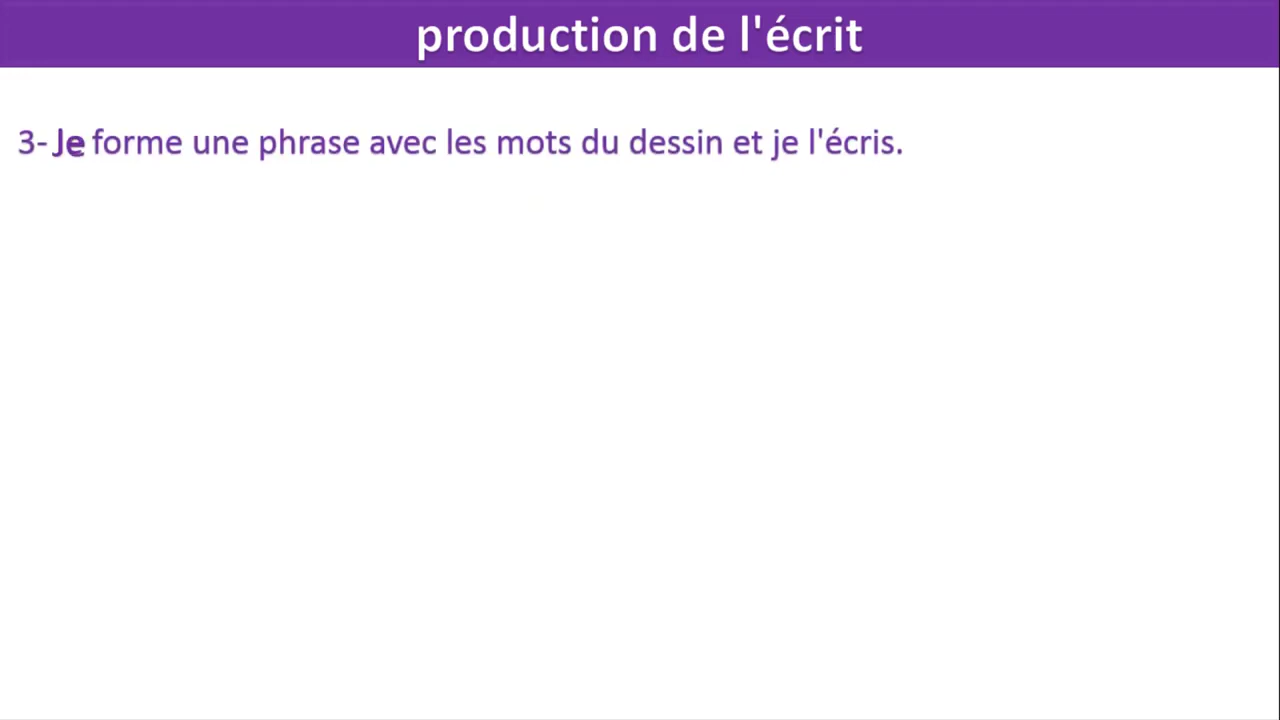 production de l'écrit
3- Je forme une phrase avec les mots du dessin et je l'écris.